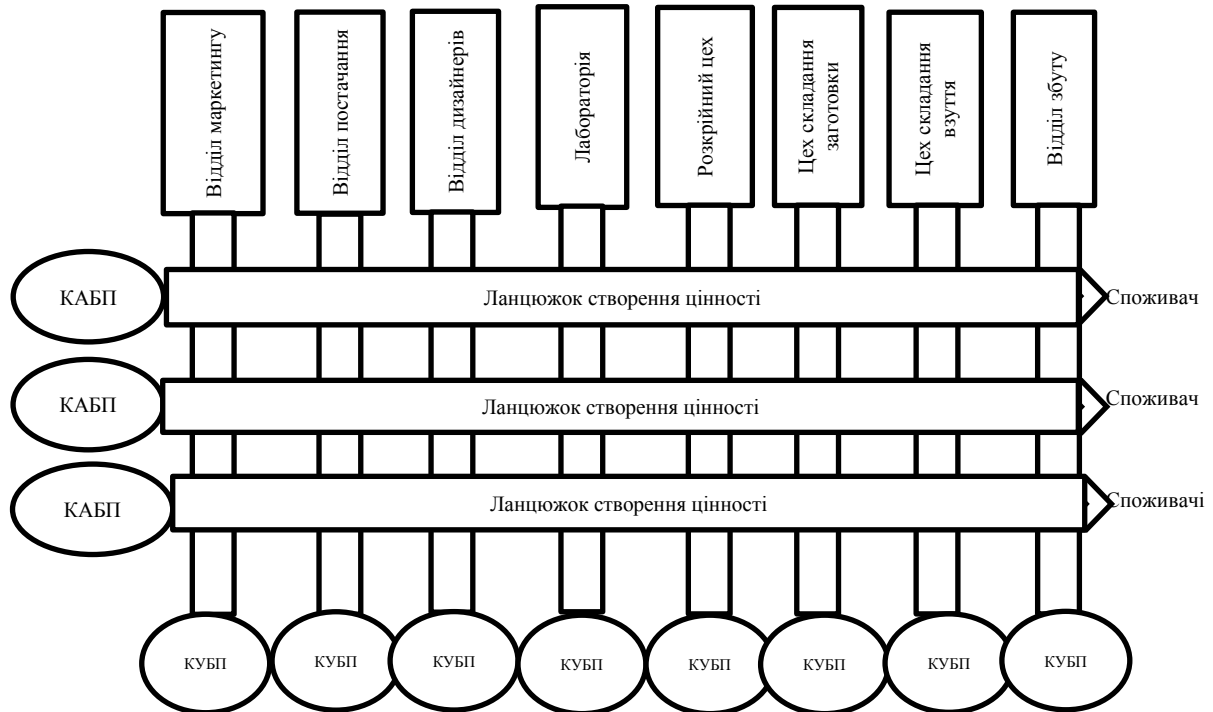 Відділ маркетингу
Відділ постачання
Відділ дизайнерів
Лабораторія
Розкрійний цех
Цех складання
заготовки
Цех складання
взуття
Відділ збуту
КАБП
Ланцюжок створення цінності
Споживач
КАБП
Ланцюжок створення цінності
Споживач
КАБП
Ланцюжок створення цінності
Споживачі
КУБП
КУБП
КУБП
КУБП
КУБП
КУБП
КУБП
КУБП